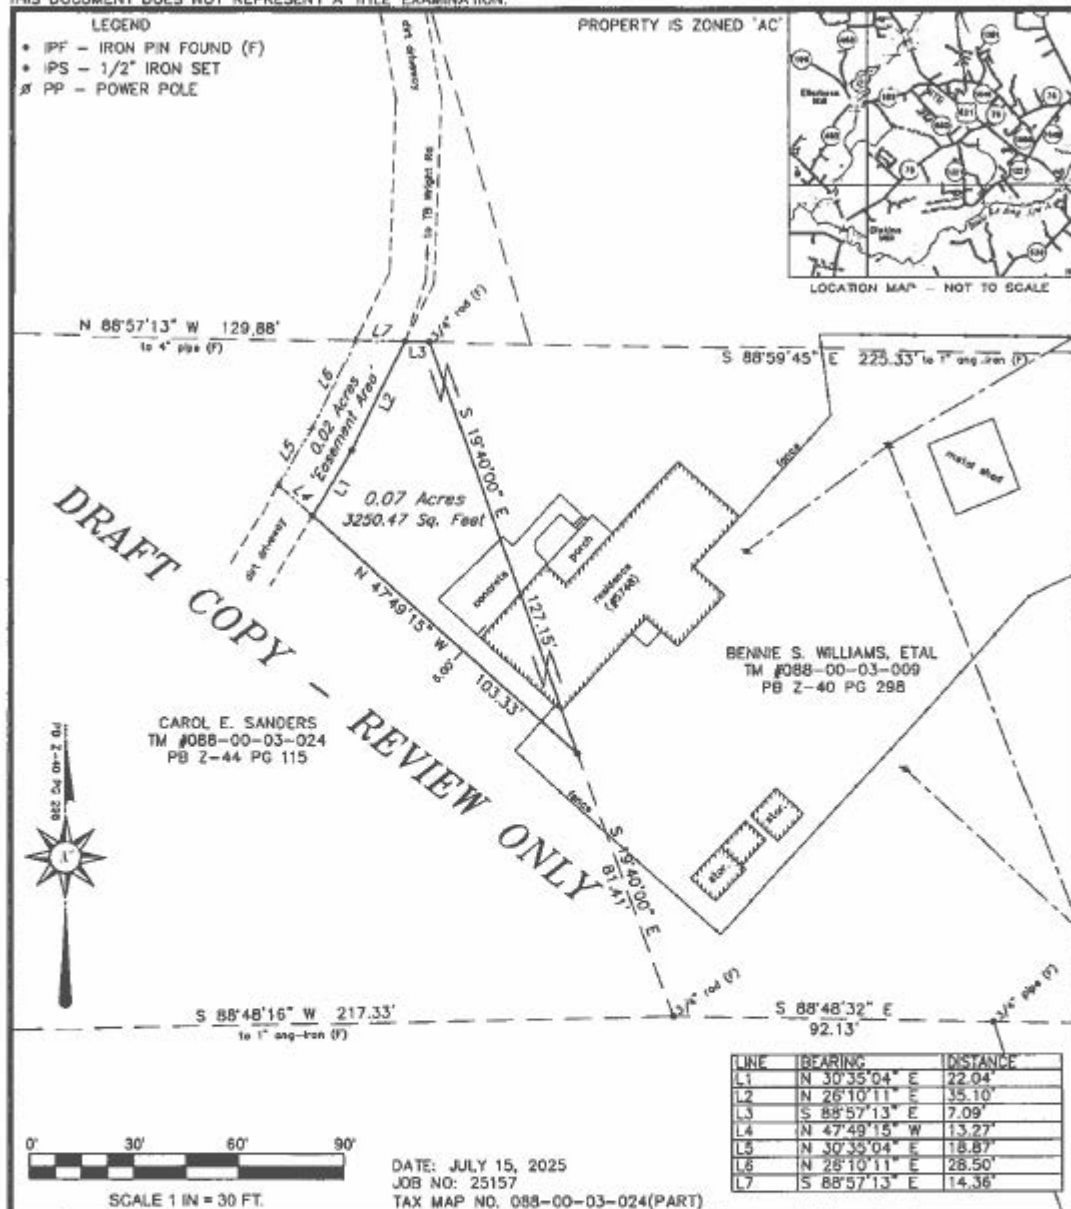 THIS DOCUMENT DOES NOT REPRESENT A TITLE EXAMINATION.
LEGEND
IPF - IRON PIN FOUND (F)
IPS - 1/2" IRON SET
PP - POWER POLE
PROPERTY IS ZONED 'AC'
LOCATION MAP - NOT TO SCALE
dirt driveway
to TB Wright Rd
3/4" rod (F)
N 88°57'13" W 129.88'
to 4" pipe (F)
L7
L3
S 88°59'45" E 225.33' to 1" ang-iron (F)
L6
L2
0.02 Acres
'Easement Area'
L5
L4
L1
S 19°40'00" E
127.15'
0.07 Acres
3250.47 Sq. Feet
fence
metal shed
porch
concrete
residence
(#5748)
dirt driveway
N 47°49'15" W
103.33'
6.00'
BENNIE S. WILLIAMS, ETAL
TM #088-00-03-009
PB Z-40 PG 298
CAROL E. SANDERS
TM #088-00-03-024
PB Z-44 PG 115
DRAFT COPY - REVIEW ONLY
PB Z-40 PG 298
N
fence
stor.
stor.
S 19°40'00" E
81.41'
3/4" rod (F)
3/4" pipe (F)
S 88°48'16" W 217.33'
to 1" ang-iron (F)
S 88°48'32" E
92.13'
LINE BEARING DISTANCE
L1 N 30°35'04" E 22.04'
L2 N 26°10'11" E 35.10'
L3 S 88°57'13" E 7.09'
L4 N 47°49'15" W 13.27'
L5 N 30°35'04" E 18.87'
L6 N 26°10'11" E 28.50'
L7 S 88°57'13" E 14.36'
0' 30' 60' 90'
SCALE 1 IN = 30 FT.
DATE: JULY 15, 2025
JOB NO: 25157
TAX MAP NO. 088-00-03-024(PART)